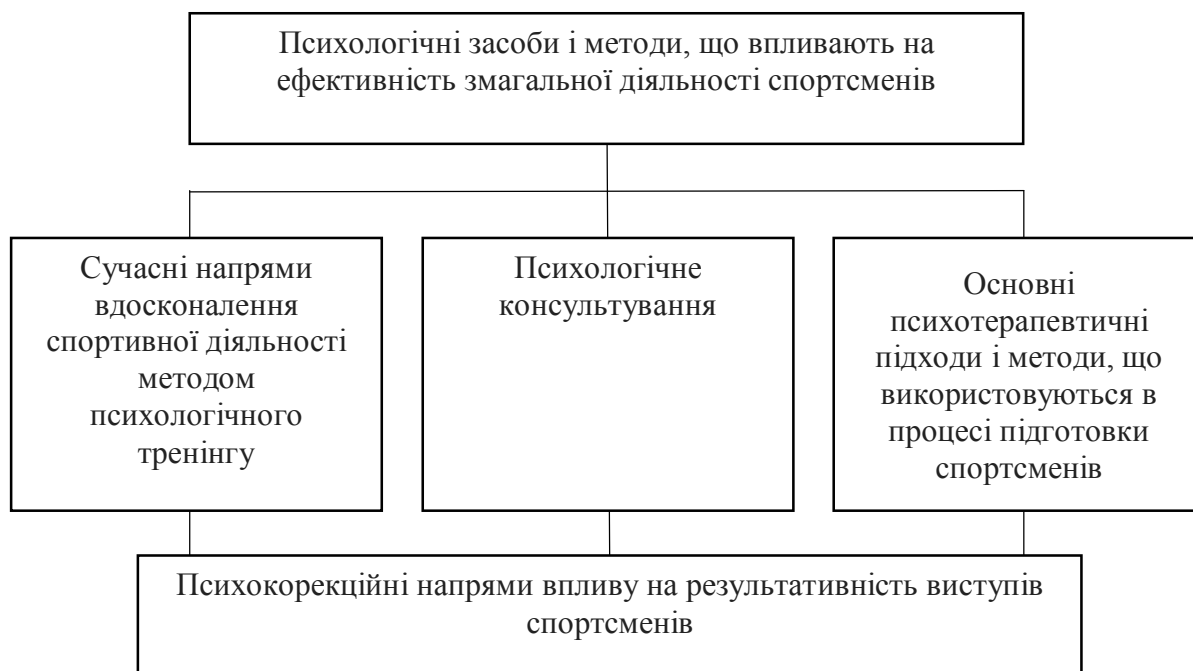 Психологічні засоби і методи, що впливають на
ефективність змагальної діяльності спортсменів
Сучасні напрями
вдосконалення
спортивної діяльності
методом
психологічного
тренінгу
Психологічне
консультування
Основні
психотерапевтичні
підходи і методи, що
використовуються в
процесі підготовки
спортсменів
Психокорекційні напрями впливу на результативність виступів
спортсменів